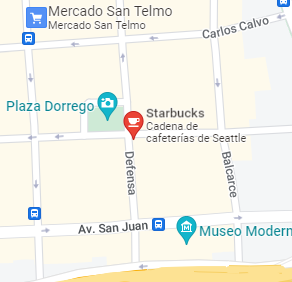 Mercado San Telmo
Mercado San Telmo
Carlos Calvo
Plaza Dorrego
Starbucks
Cadena de
cafeterías de Seattle
Defensa
Balcarce
Av. San Juan
Museo Modern